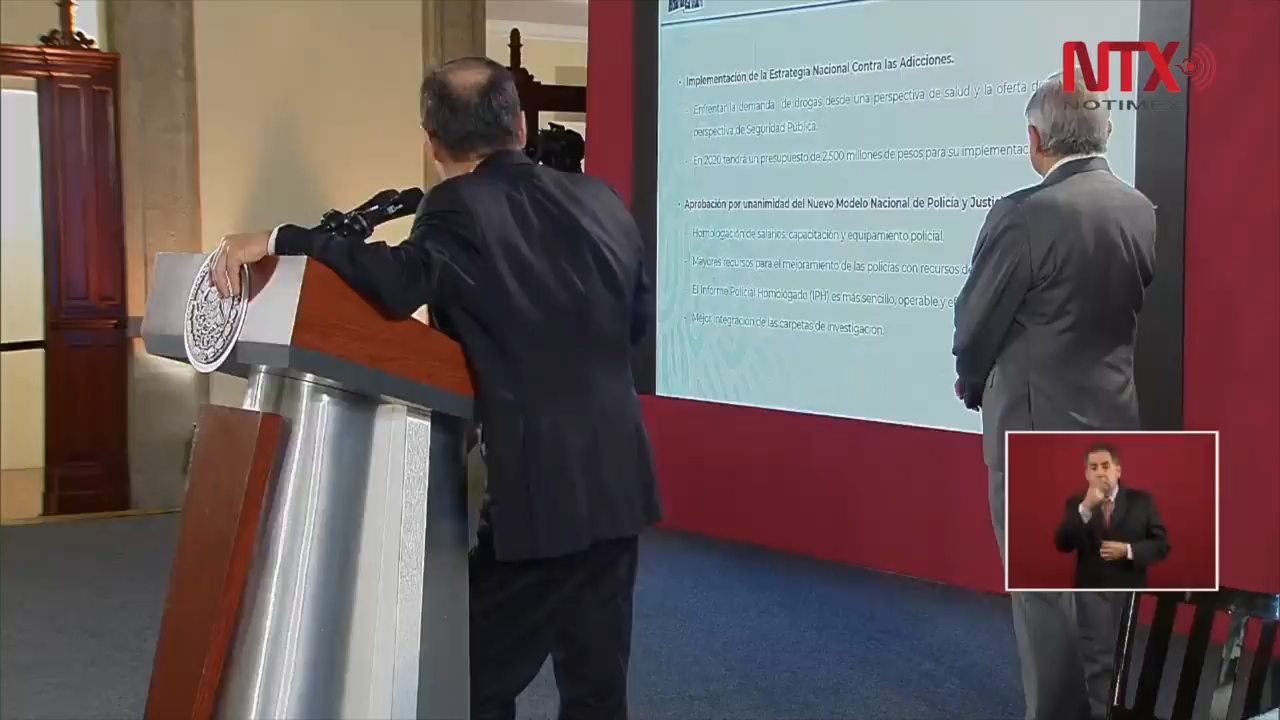 NTX
NOTIMEX
· Implementación de la Estrategia Nacional Contra las Adicciones.
- Enfrentar la demanda de drogas desde una perspectiva de salud y la oferta
perspectiva de Seguridad Pública.
- En 2020 tendrá un presupuesto de 2,500 millones de pesos para su
· Aprobación por unanimidad del Nuevo Modelo Nacional de Policía y
- Homologación de salarios, capacitación y equipamiento policial.
- Mayores recursos para el mejoramiento de las policías con recursos
El Informe Policial Homologado (IPH) es más sencillo, operable y
- Mejor integración de las carpetas de investigación.